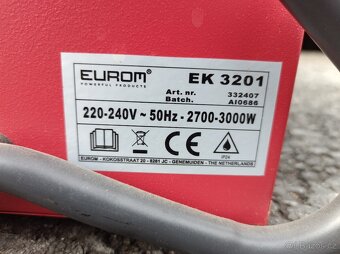 EUROM®
POWERFUL PRODUCTS
EK 3201
Art. nr. 332407
Batch. AI0686
220-240V ~ 50Hz - 2700-3000W
CE
IP24
EUROM - KOKOSSTRAAT 20 - 8281 JC - GENEMUIDEN - THE NETHERLANDS